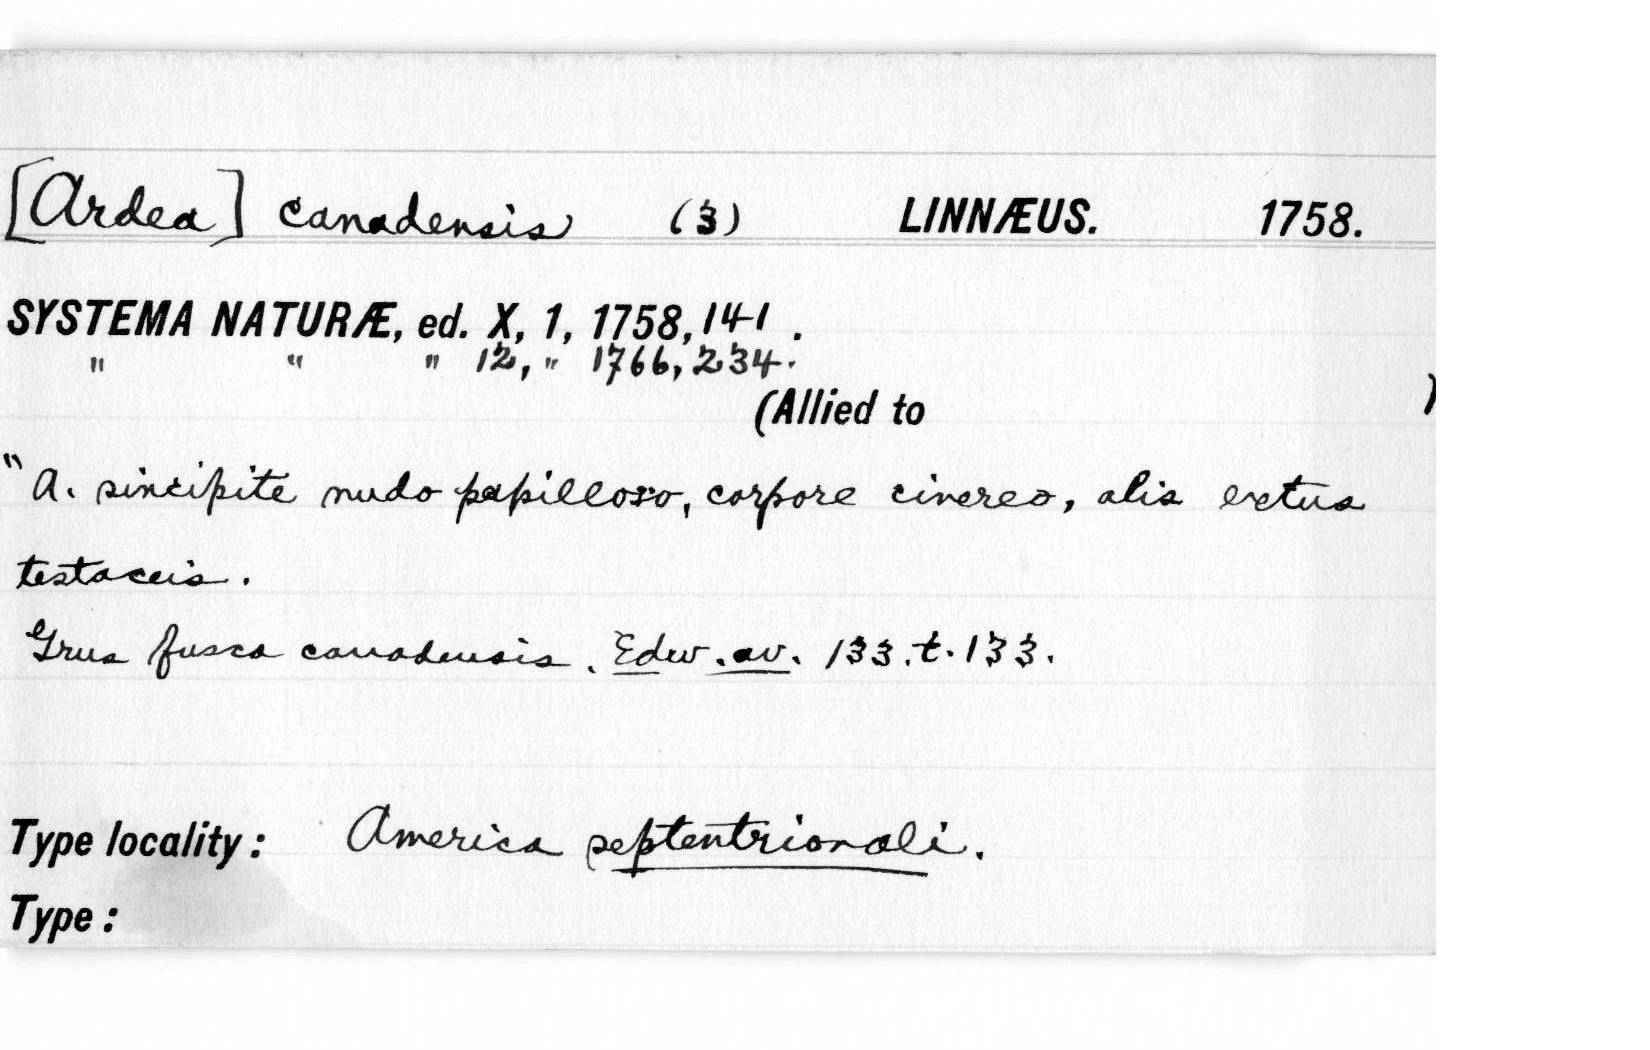 [Ardea] canadensis (3) LINNÆUS. 1758.
SYSTEMA NATURÆ, ed. X, 1, 1758, 141.
" " " 12, " 1766, 234.
(Allied to )
"A. sincipite nudo papilloso, corpore cinereo, alis extus
testaceis.
Grus fusca canadensis. Edw. av. 133. t. 133.
Type locality: America septentrionali.
Type: